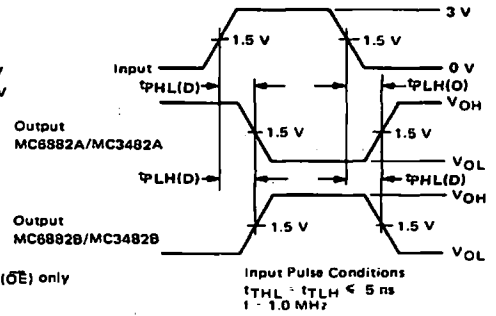 3 V
1.5 V
1.5 V
Input
0 V
tPHL(D)
tPLH(O)
VOH
1.5 V
1.5 V
Output
MC6882A/MC3482A
VOL
tPLH(D)
tPHL(D)
VOH
Output
MC6882B/MC3482B
1.5 V
1.5 V
VOL
(OE) only
Input Pulse Conditions
tTHL = tTLH ≤ 5 ns
f = 1.0 MHz